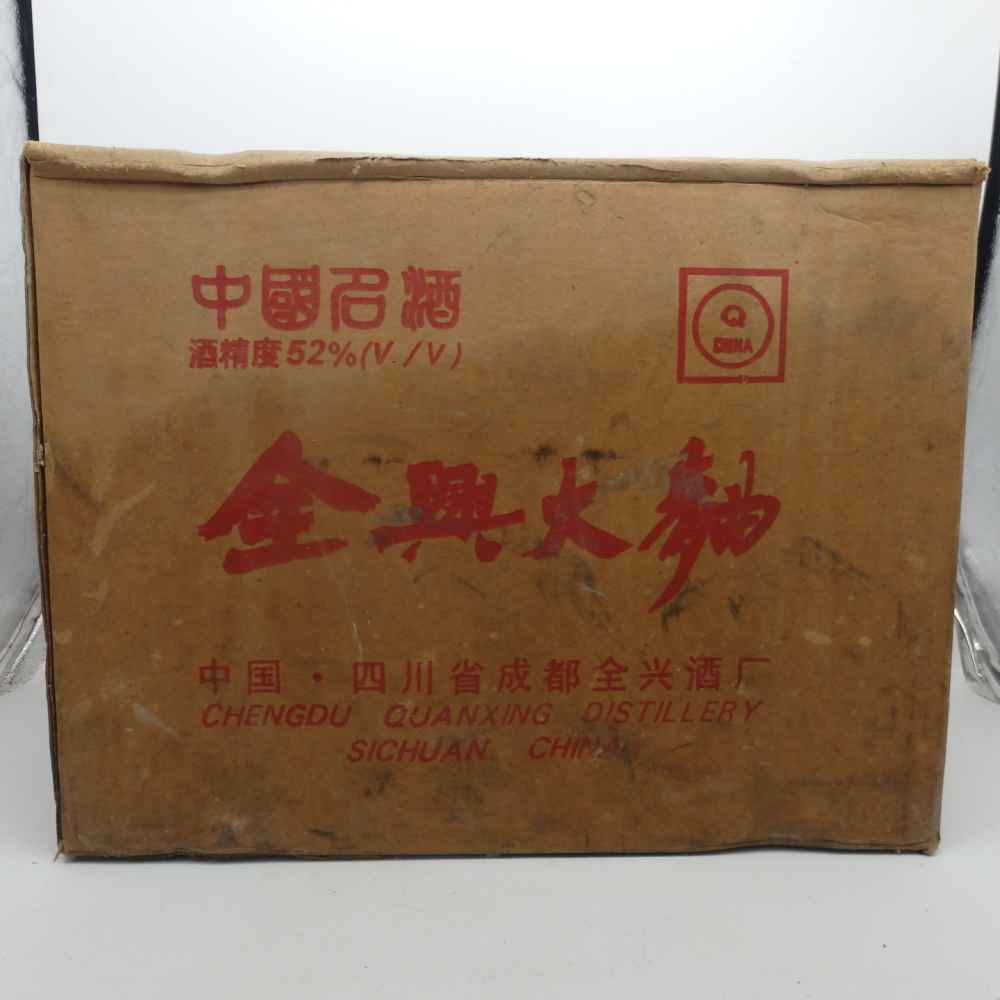 中國名酒
酒精度52%(V./V)
Q
CHINA
全興大麯
中国·四川省成都全兴酒厂
CHENGDU QUANXING DISTILLERY
SICHUAN CHINA